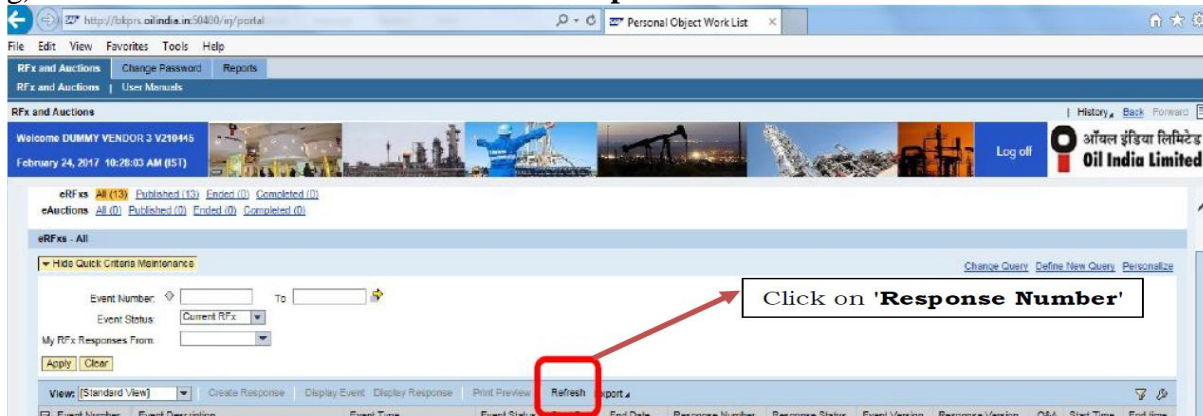 http://bkprs.oilindia.in:50400/irj/portal
Personal Object Work List
File Edit View Favorites Tools Help
RFx and Auctions Change Password Reports
RFx and Auctions | User Manuals
RFx and Auctions | History Back Forward
Welcome DUMMY VENDOR 3 V210445
February 24, 2017 10:28:03 AM (IST)
Log off
ऑयल इंडिया लिमिटेड
Oil India Limited
eRFxs All (13) Published (13) Ended (0) Completed (0)
eAuctions All (0) Published (0) Ended (0) Completed (0)
eRFxs - All
Hide Quick Criteria Maintenance Change Query Define New Query Personalize
Click on 'Response Number'
Event Number: To
Event Status: Current RFx
My RFx Responses From:
Apply Clear
View: [Standard View] Create Response Display Event Display Response Print Preview Refresh Export
Event Number Event Description Event Type Event Status Start Date End Date Response Number Response Status Event Version Response Version Q&A Start Time End time